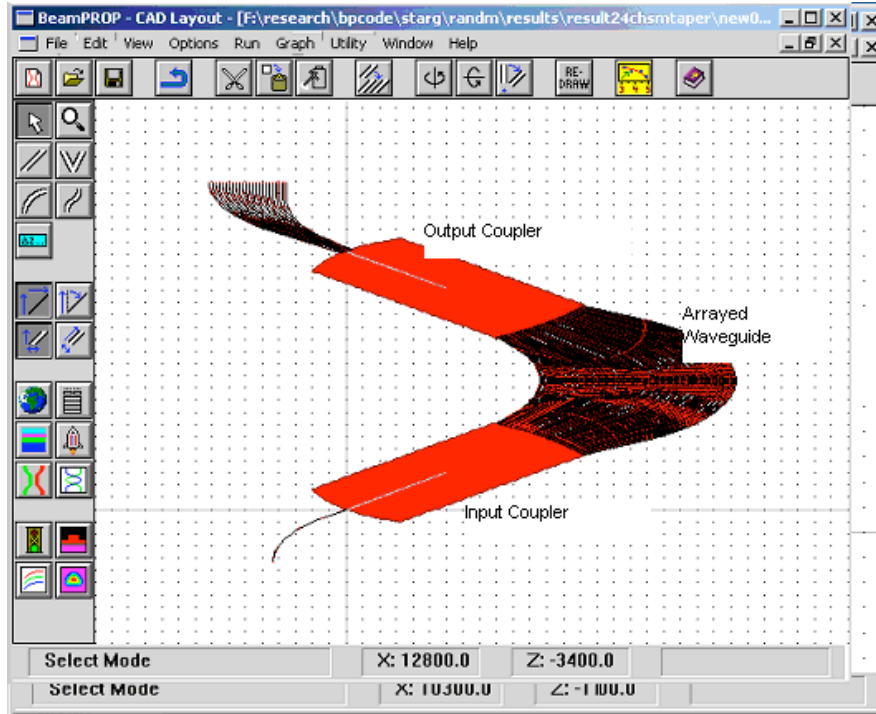 BeamPROP - CAD Layout - [F:\research\bpcode\starg\randm\results\result24chsmtaper\new0...
File Edit View Options Run Graph Utility Window Help
RE-
DRAW
Output Coupler
Arrayed
Waveguide
Input Coupler
Select Mode X: 12800.0 Z: -3400.0
Select Mode X: 10300.0 Z: -1100.0